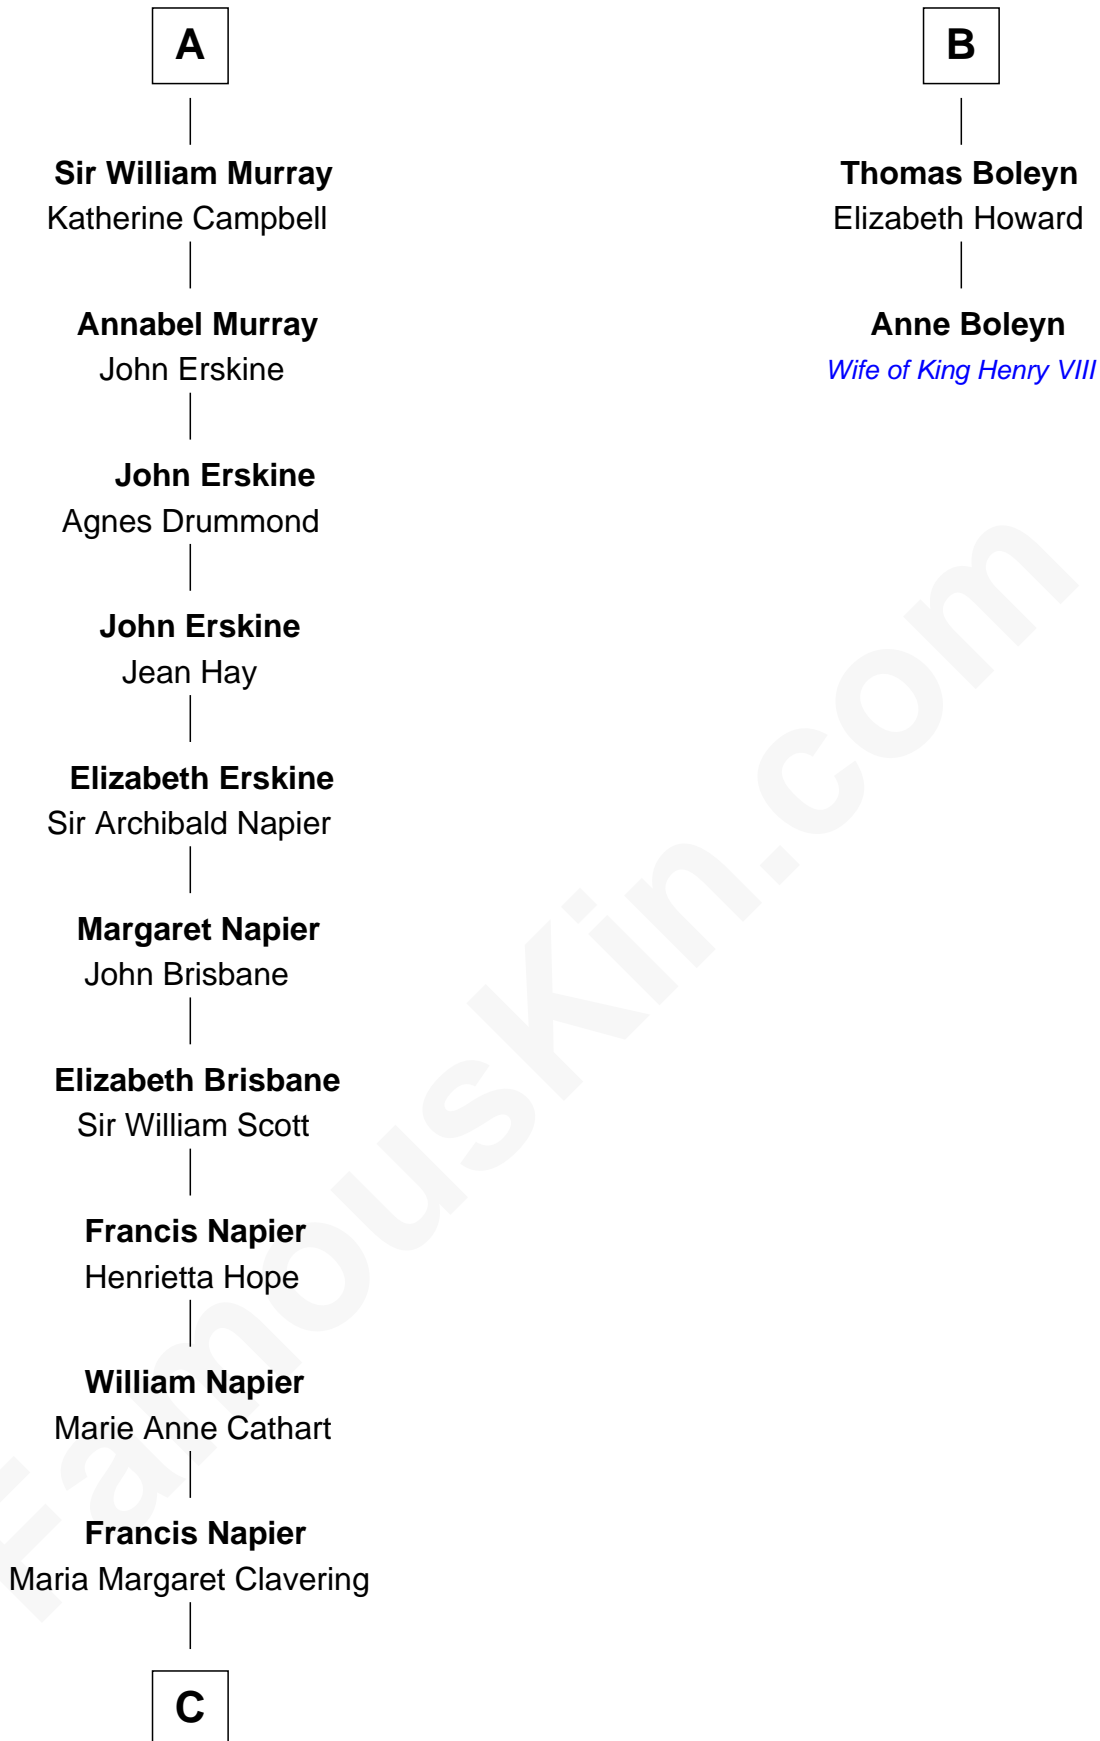 A
Sir William Murray
Katherine Campbell
Annabel Murray
John Erskine
John Erskine
Agnes Drummond
John Erskine
Jean Hay
Elizabeth Erskine
Sir Archibald Napier
Margaret Napier
John Brisbane
Elizabeth Brisbane
Sir William Scott
Francis Napier
Henrietta Hope
William Napier
Marie Anne Cathart
Francis Napier
Maria Margaret Clavering
C
B
Thomas Boleyn
Elizabeth Howard
Anne Boleyn
Wife of King Henry VIII
FamousKin.com